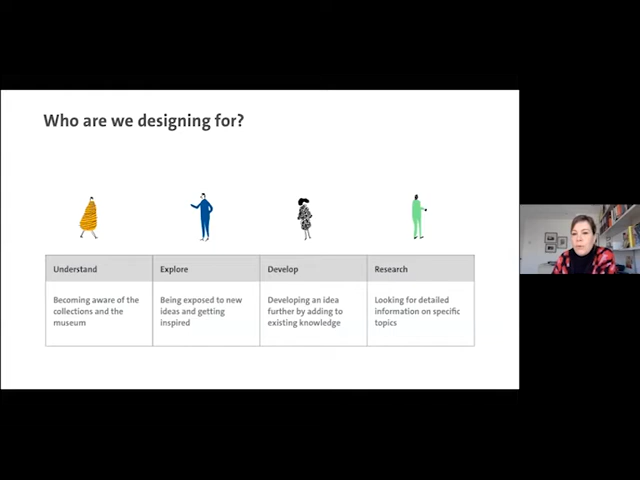 Who are we designing for?
Understand
Explore
Develop
Research
Becoming aware of the
collections and the
museum
Being exposed to new
ideas and getting
inspired
Developing an idea
further by adding to
existing knowledge
Looking for detailed
information on specific
topics